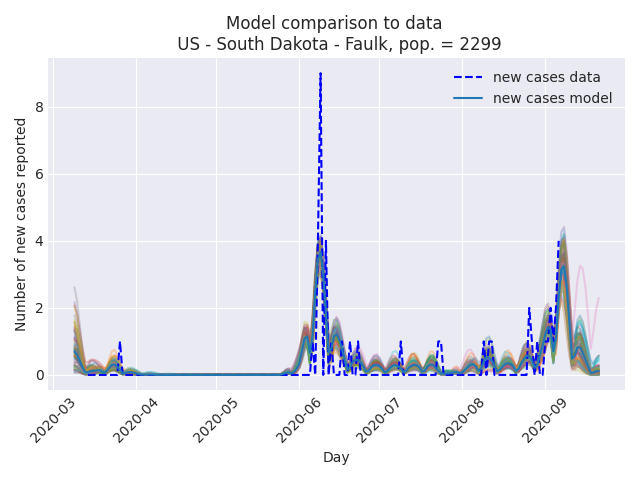 Model comparison to data
US - South Dakota - Faulk, pop. = 2299
new cases data
new cases model
Number of new cases reported
8
6
4
2
0
2020-03
2020-04
2020-05
2020-06
2020-07
2020-08
2020-09
Day